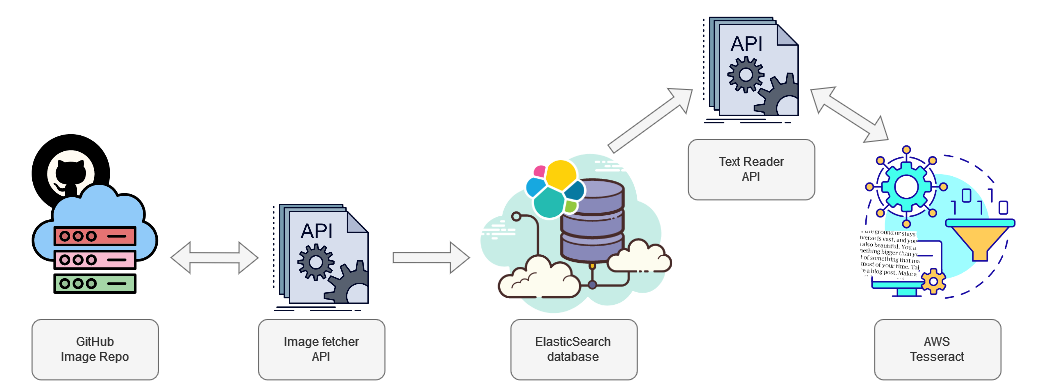 API
API
GitHub
Image Repo
Image fetcher
API
ElasticSearch
database
Text Reader
API
AWS
Tesseract